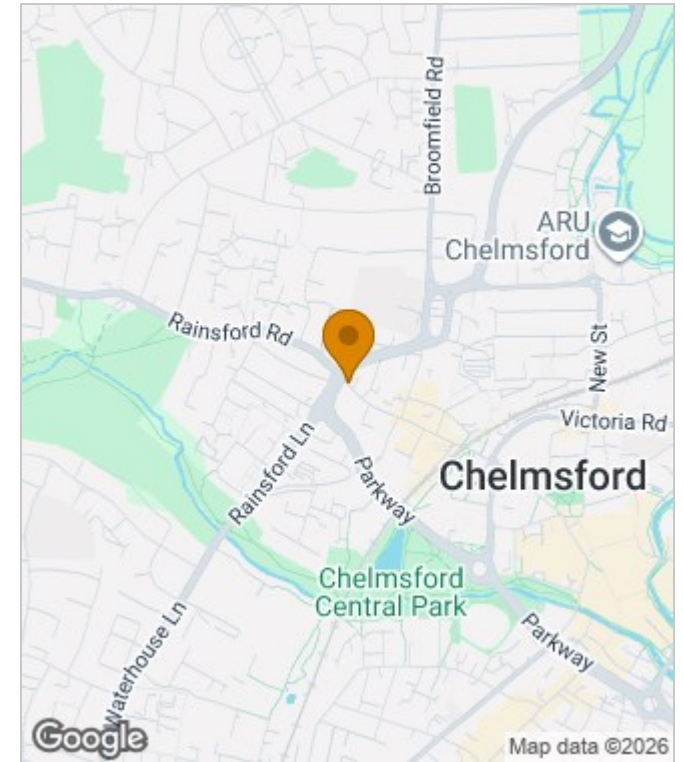 Broomfield Rd
ARU
Chelmsford
Rainsford Rd
New St
Victoria Rd
Rainsford Ln
Parkway
Chelmsford
Chelmsford
Central Park
Waterhouse Ln
Parkway
Google
Map data ©2026